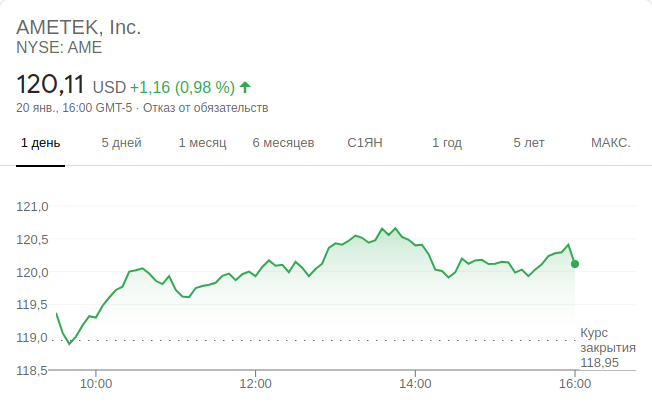 AMETEK, Inc.
NYSE: AME
120,11 USD +1,16 (0,98 %)
20 янв., 16:00 GMT-5 · Отказ от обязательств
1 день 5 дней 1 месяц 6 месяцев С1ЯН 1 год 5 лет МАКС.
121,0
120,5
120,0
119,5
119,0
118,5
Курс
закрытия
118,95
10:00 12:00 14:00 16:00